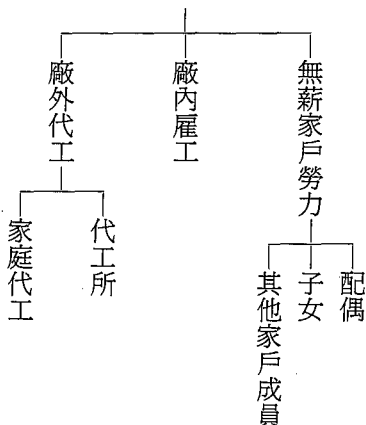 無薪家戶勞力
廠內雇工
廠外代工
配偶
子女
其他家戶成員
代工所
家庭代工